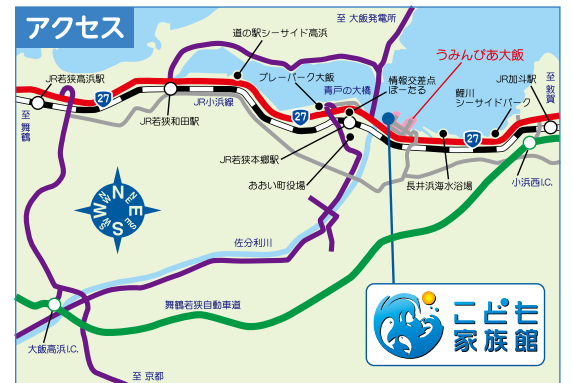 アクセス
至 大飯発電所
道の駅シーサイド高浜
うみんぴあ大飯
JR若狭高浜駅
プレーパーク大飯
青戸の大橋
情報交差点
ぽーたる
鯉川
シーサイドパーク
JR加斗駅
至 敦賀
27
JR小浜線
27
27
至 舞鶴
JR若狭和田駅
JR若狭本郷駅
おおい町役場
長井浜海水浴場
小浜西I.C.
N
NE
E
SE
S
SW
W
NW
佐分利川
舞鶴若狭自動車道
大飯高浜I.C.
至 京都
こども
家族館